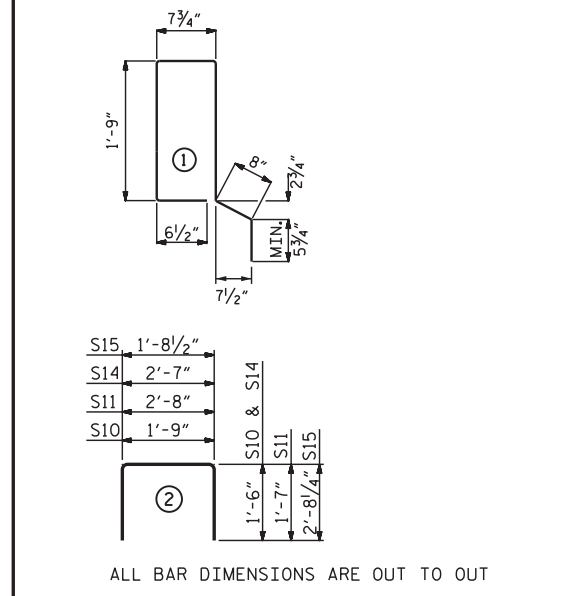 7¾"
1'-9"
1
8"
2¾"
6½"
MIN.
5¾"
7½"
S15 1'-8½"
S14 2'-7"
S11 2'-8"
S10 1'-9"
S10 & S14
S11
S15
2
1'-6"
1'-7"
2'-8¼"
ALL BAR DIMENSIONS ARE OUT TO OUT